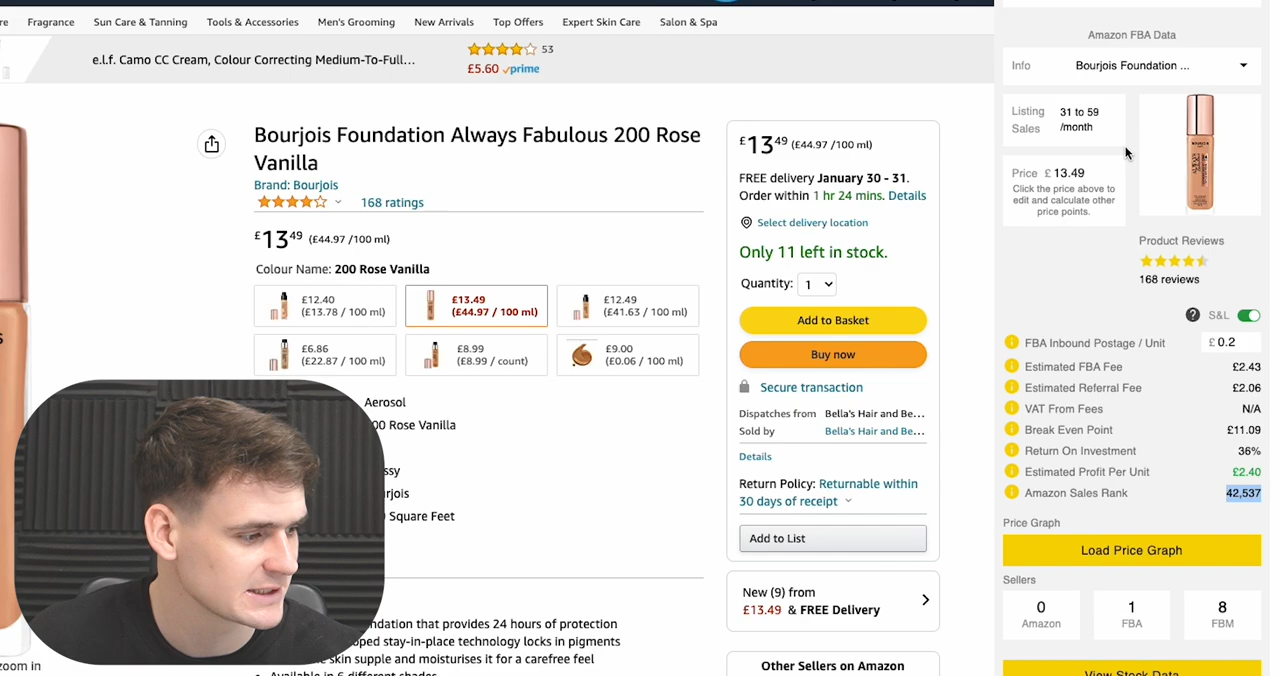 re
Fragrance
Sun Care & Tanning
Tools & Accessories
Men's Grooming
New Arrivals
Top Offers
Expert Skin Care
Salon & Spa
e.l.f. Camo CC Cream, Colour Correcting Medium-To-Full...
53
£5.60 prime
Bourjois Foundation Always Fabulous 200 Rose
Vanilla
Brand: Bourjois
168 ratings
£13 49 (£44.97 /100 ml)
Colour Name: 200 Rose Vanilla
£12.40
(£13.78 / 100 ml)
£13.49
(£44.97 / 100 ml)
£12.49
(£41.63 / 100 ml)
£6.86
(£22.87 / 100 ml)
£8.99
(£8.99 / count)
£9.00
(£0.06 / 100 ml)
Aerosol
00 Rose Vanilla
ssy
urjois
Square Feet
ndation that provides 24 hours of protection
oped stay-in-place technology locks in pigments
skin supple and moisturises it for a carefree feel
Available in 6 different shades
zoom in
£13 49 (£44.97 /100 ml)
FREE delivery January 30 - 31.
Order within 1 hr 24 mins. Details
Select delivery location
Only 11 left in stock.
Quantity: 1
Add to Basket
Buy now
Secure transaction
Dispatches from Bella's Hair and Be...
Sold by Bella's Hair and Be...
Details
Return Policy: Returnable within
30 days of receipt
Add to List
New (9) from
£13.49 & FREE Delivery
Other Sellers on Amazon
Amazon FBA Data
Info Bourjois Foundation ...
Listing
Sales
31 to 59
/month
Price £ 13.49
Click the price above to
edit and calculate other
price points.
Product Reviews
168 reviews
? S&L
FBA Inbound Postage / Unit £ 0.2
Estimated FBA Fee £2.43
Estimated Referral Fee £2.06
VAT From Fees N/A
Break Even Point £11.09
Return On Investment 36%
Estimated Profit Per Unit £2.40
Amazon Sales Rank 42,537
Price Graph
Load Price Graph
Sellers
0
Amazon
1
FBA
8
FBM
View Stock Data